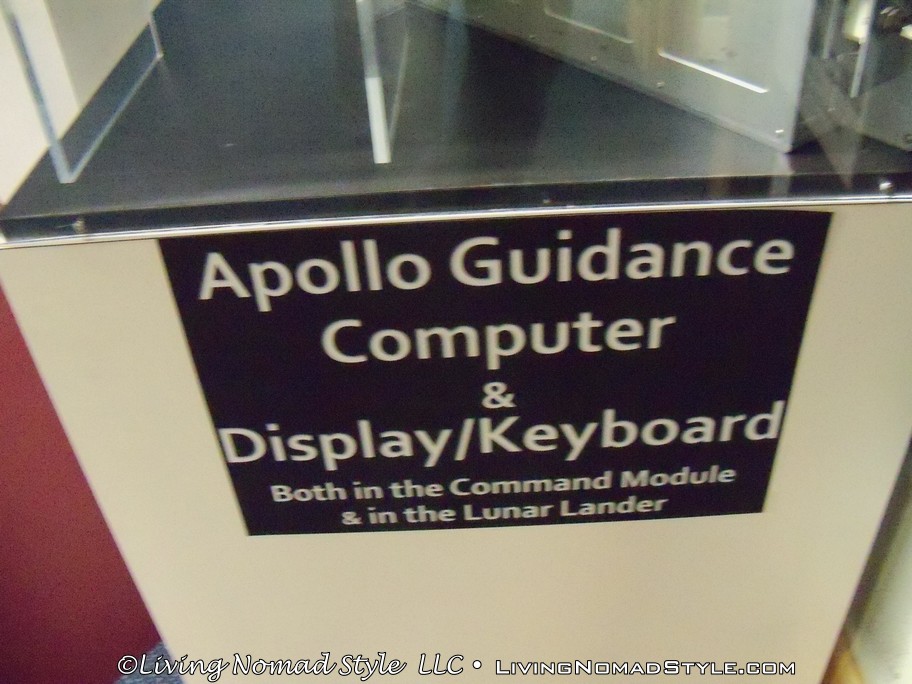 Apollo Guidance
Computer
&
Display/Keyboard
Both in the Command Module
& in the Lunar Lander
©Living Nomad Style LLC • LivingNomadStyle.com